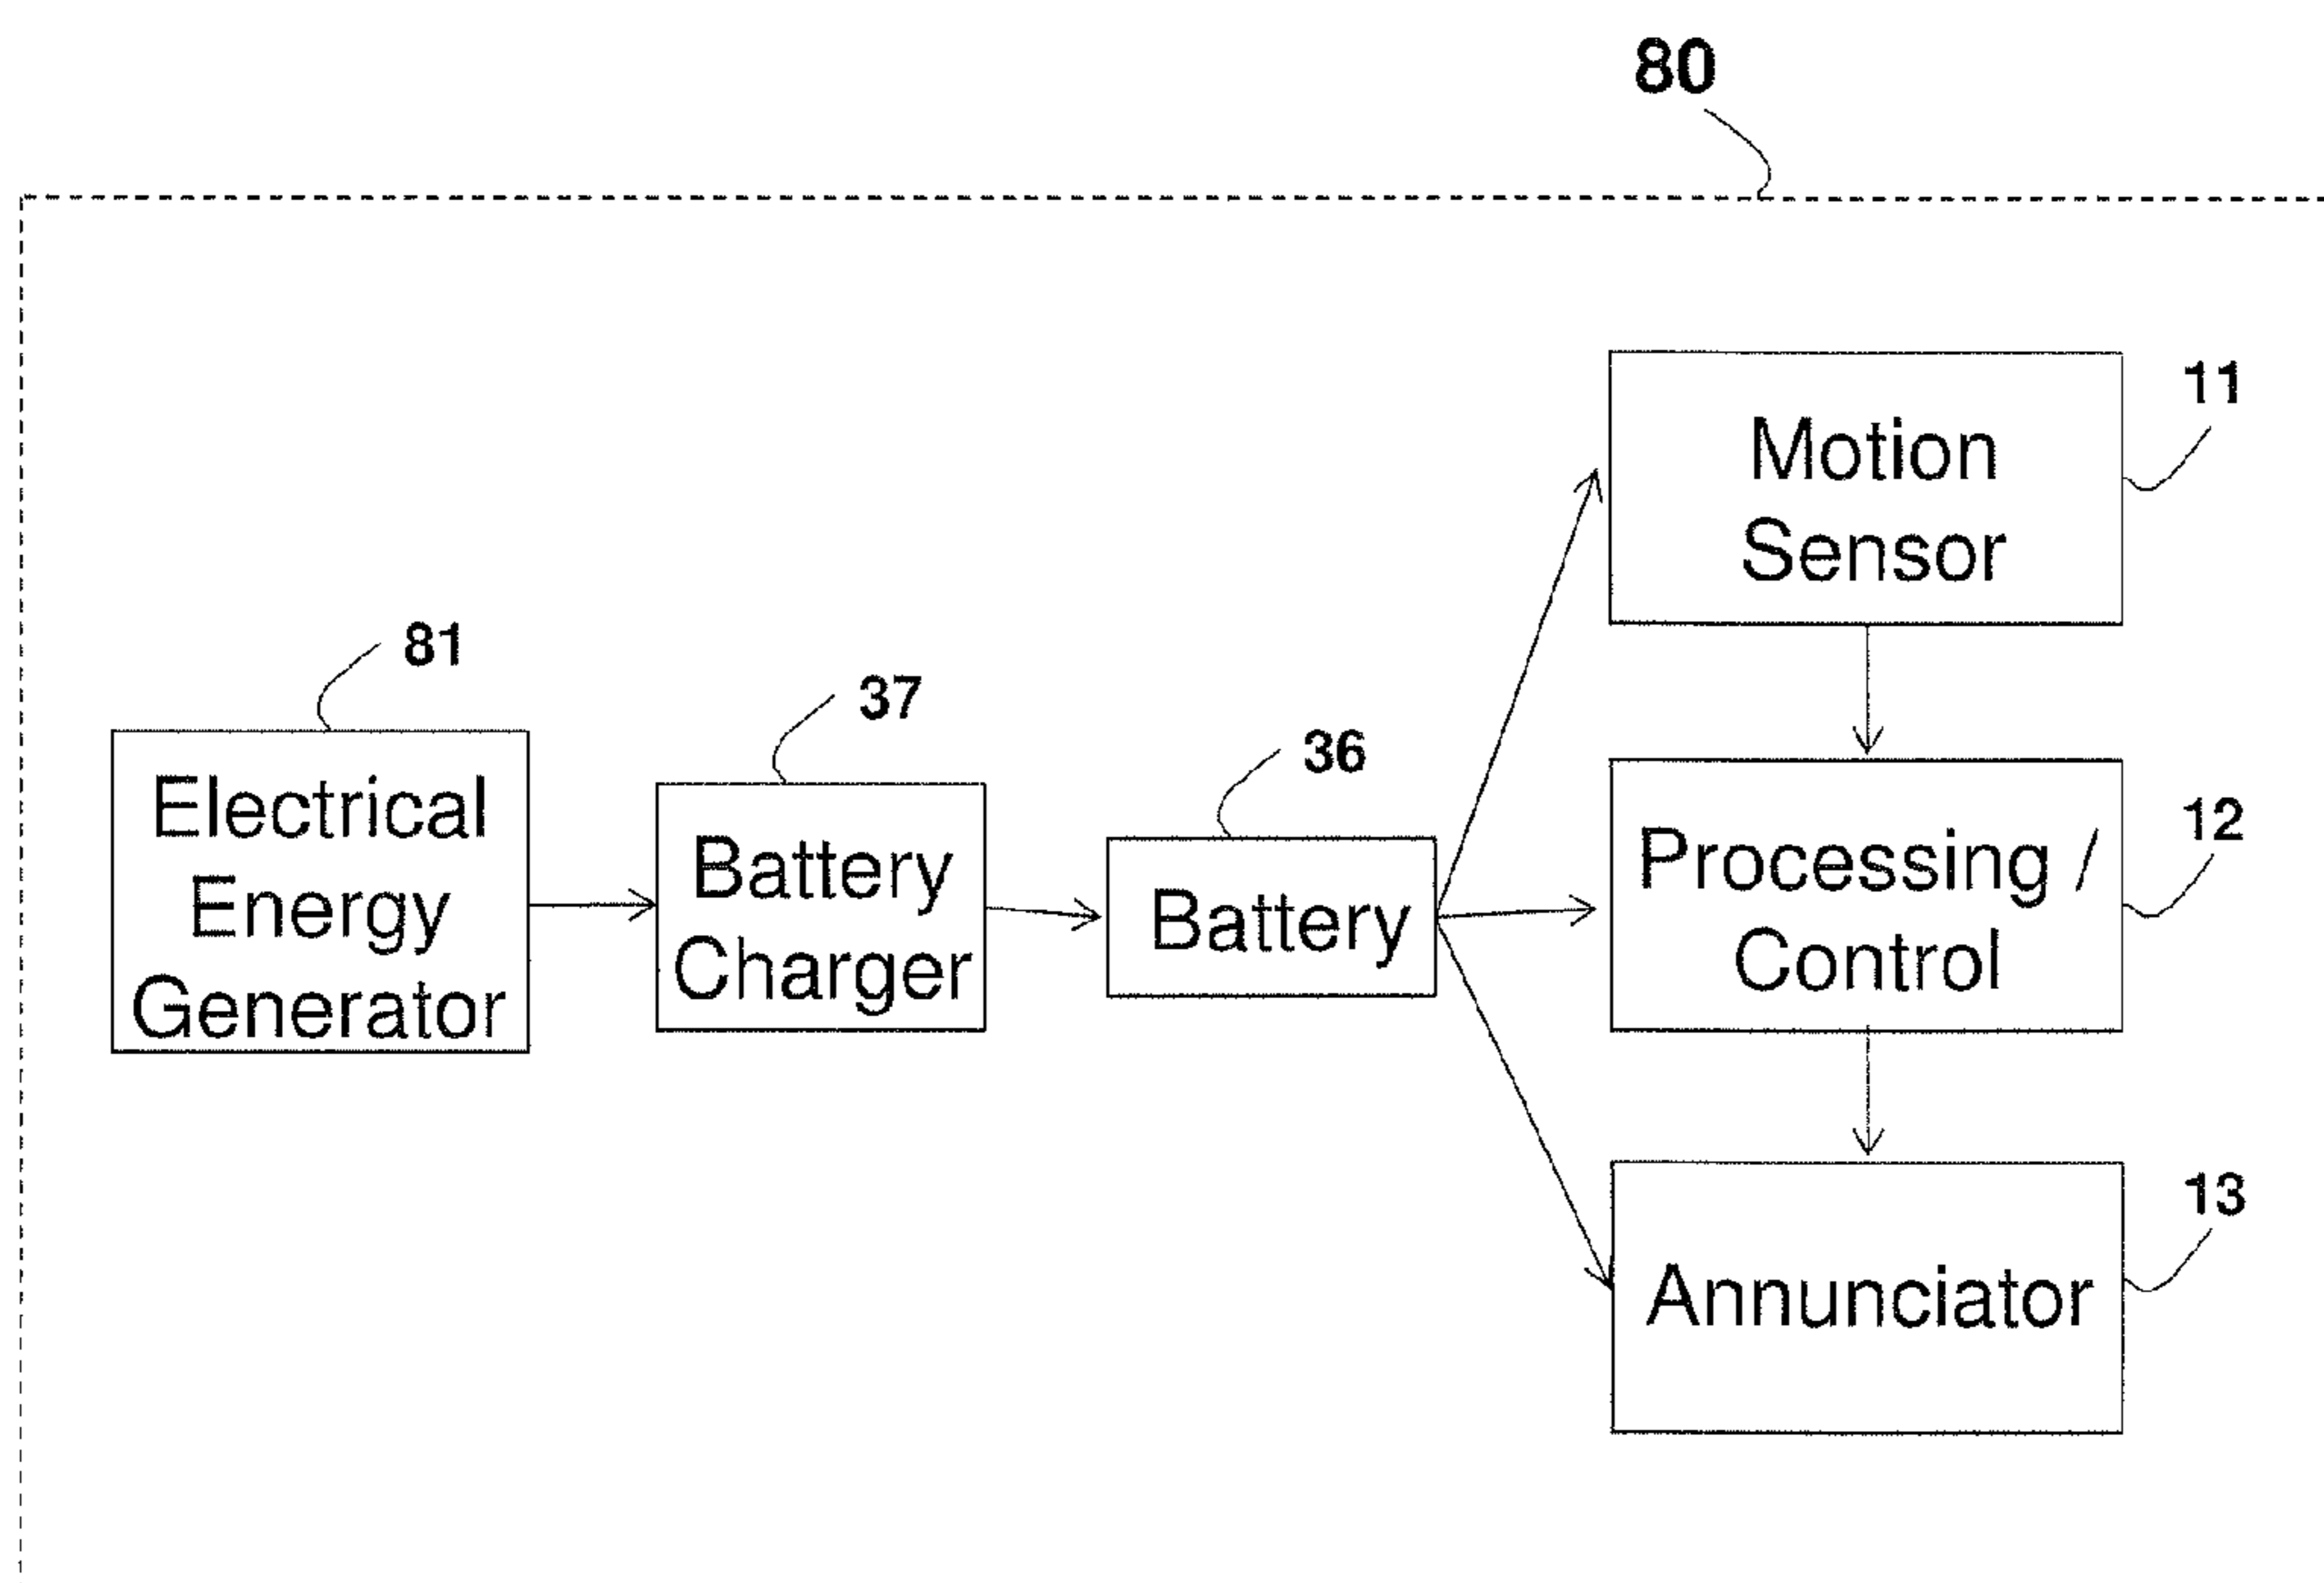 80
11
Motion
Sensor
81
37
36
Electrical
Energy
Generator
Battery
Charger
Battery
12
Processing /
Control
13
Annunciator